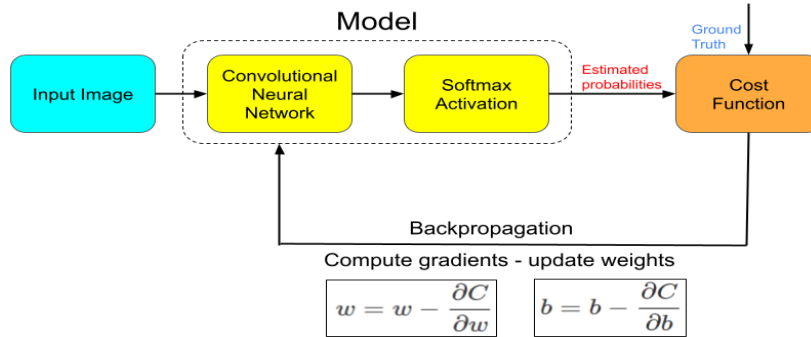 Model
Ground
Truth
Input Image
Convolutional
Neural
Network
Softmax
Activation
Estimated
probabilities
Cost
Function
Backpropagation
Compute gradients - update weights
w = w − ∂C/∂w
b = b − ∂C/∂b